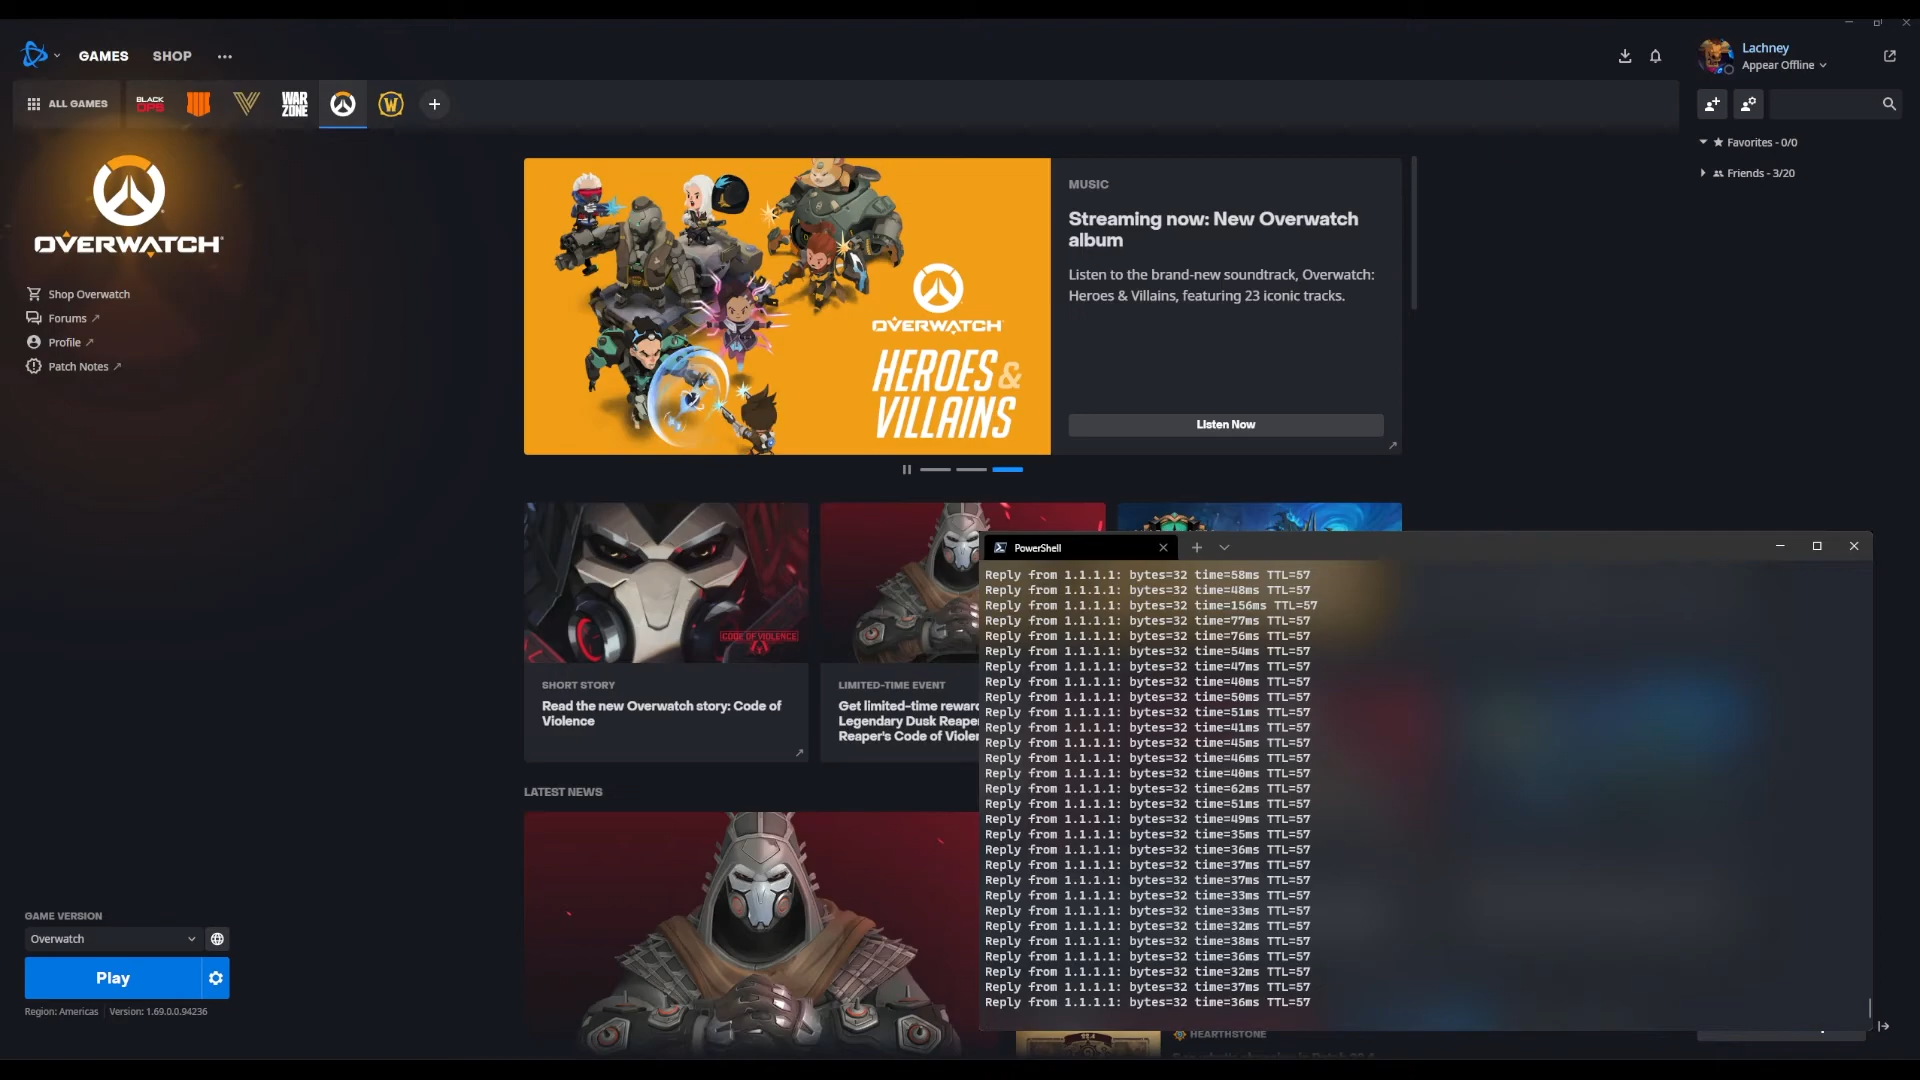 GAMES
SHOP
Lachney
Appear Offline
ALL GAMES
BLACK OPS
WAR ZONE
Favorites - 0/0
Friends - 3/20
OVERWATCH
Shop Overwatch
Forums
Profile
Patch Notes
OVERWATCH
HEROES &
VILLAINS
MUSIC
Streaming now: New Overwatch
album
Listen to the brand-new soundtrack, Overwatch:
Heroes & Villains, featuring 23 iconic tracks.
Listen Now
CODE OF VIOLENCE
SHORT STORY
Read the new Overwatch story: Code of
Violence
LIMITED-TIME EVENT
Get limited-time
Legendary Dusk
Reaper's Code of
LATEST NEWS
PowerShell
Reply from 1.1.1.1: bytes=32 time=58ms TTL=57
Reply from 1.1.1.1: bytes=32 time=48ms TTL=57
Reply from 1.1.1.1: bytes=32 time=156ms TTL=57
Reply from 1.1.1.1: bytes=32 time=77ms TTL=57
Reply from 1.1.1.1: bytes=32 time=76ms TTL=57
Reply from 1.1.1.1: bytes=32 time=54ms TTL=57
Reply from 1.1.1.1: bytes=32 time=47ms TTL=57
Reply from 1.1.1.1: bytes=32 time=40ms TTL=57
Reply from 1.1.1.1: bytes=32 time=50ms TTL=57
Reply from 1.1.1.1: bytes=32 time=51ms TTL=57
Reply from 1.1.1.1: bytes=32 time=41ms TTL=57
Reply from 1.1.1.1: bytes=32 time=45ms TTL=57
Reply from 1.1.1.1: bytes=32 time=46ms TTL=57
Reply from 1.1.1.1: bytes=32 time=40ms TTL=57
Reply from 1.1.1.1: bytes=32 time=62ms TTL=57
Reply from 1.1.1.1: bytes=32 time=51ms TTL=57
Reply from 1.1.1.1: bytes=32 time=49ms TTL=57
Reply from 1.1.1.1: bytes=32 time=35ms TTL=57
Reply from 1.1.1.1: bytes=32 time=36ms TTL=57
Reply from 1.1.1.1: bytes=32 time=37ms TTL=57
Reply from 1.1.1.1: bytes=32 time=37ms TTL=57
Reply from 1.1.1.1: bytes=32 time=33ms TTL=57
Reply from 1.1.1.1: bytes=32 time=33ms TTL=57
Reply from 1.1.1.1: bytes=32 time=32ms TTL=57
Reply from 1.1.1.1: bytes=32 time=38ms TTL=57
Reply from 1.1.1.1: bytes=32 time=36ms TTL=57
Reply from 1.1.1.1: bytes=32 time=32ms TTL=57
Reply from 1.1.1.1: bytes=32 time=37ms TTL=57
Reply from 1.1.1.1: bytes=32 time=36ms TTL=57
GAME VERSION
Overwatch
Play
Region: Americas
Version: 1.69.0.0.94236
HEARTHSTONE